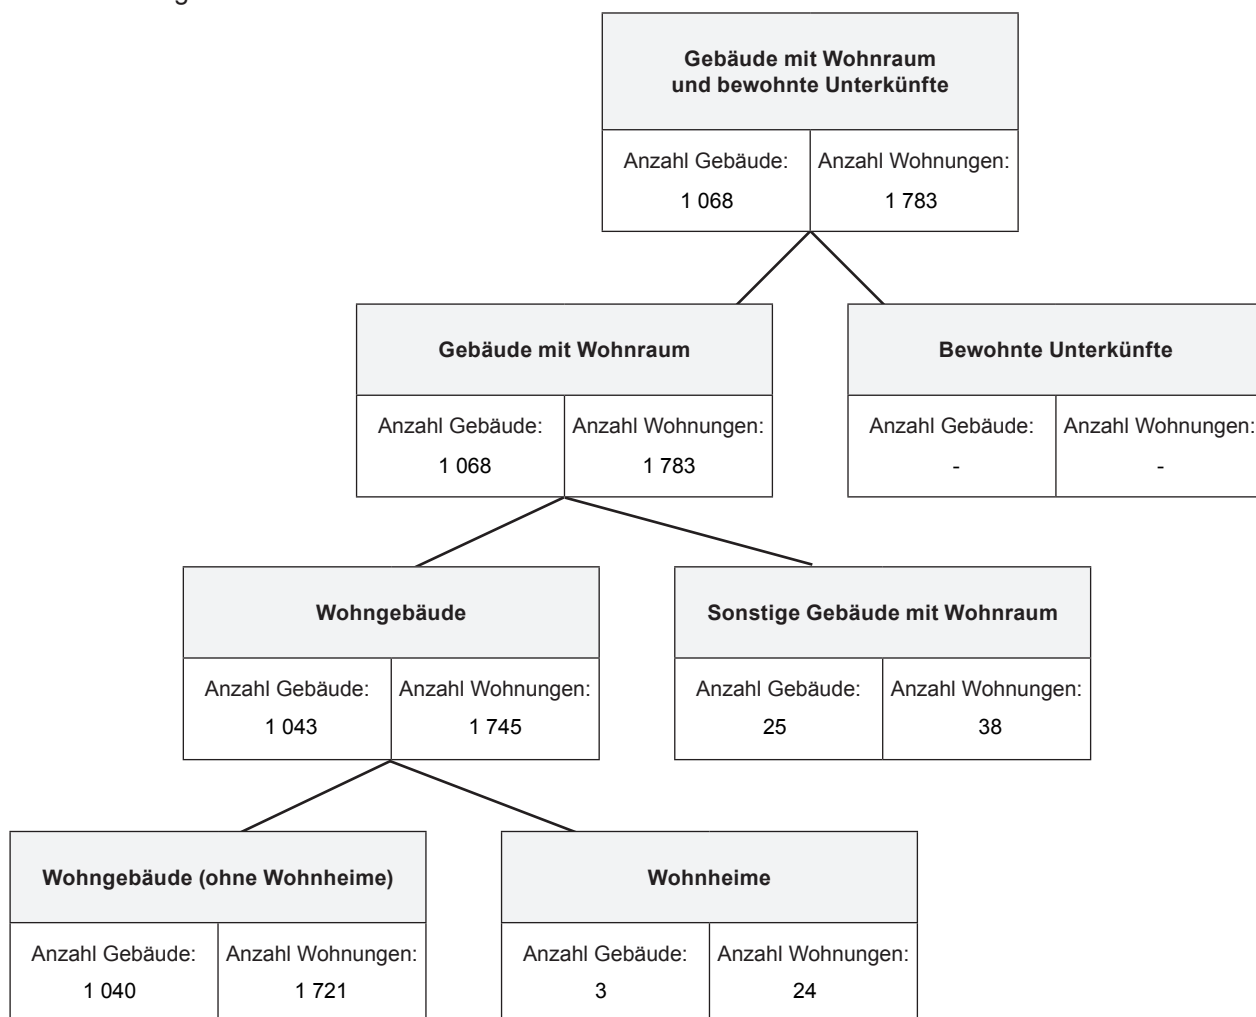 Gebäude mit Wohnraum
und bewohnte Unterkünfte
Anzahl Gebäude: Anzahl Wohnungen:
1 068 1 783
Gebäude mit Wohnraum Bewohnte Unterkünfte
Anzahl Gebäude: Anzahl Wohnungen: Anzahl Gebäude: Anzahl Wohnungen:
1 068 1 783 - -
Wohngebäude Sonstige Gebäude mit Wohnraum
Anzahl Gebäude: Anzahl Wohnungen: Anzahl Gebäude: Anzahl Wohnungen:
1 043 1 745 25 38
Wohngebäude (ohne Wohnheime) Wohnheime
Anzahl Gebäude: Anzahl Wohnungen: Anzahl Gebäude: Anzahl Wohnungen:
1 040 1 721 3 24